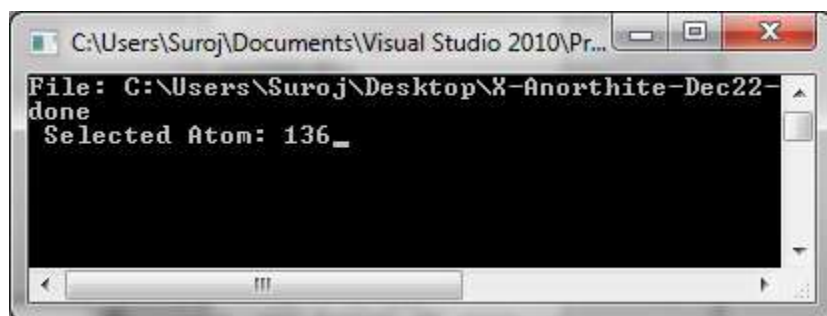 C:\Users\Suroj\Documents\Visual Studio 2010\Pr...
File: C:\Users\Suroj\Desktop\X-Anorthite-Dec22-
done
Selected Atom: 136_